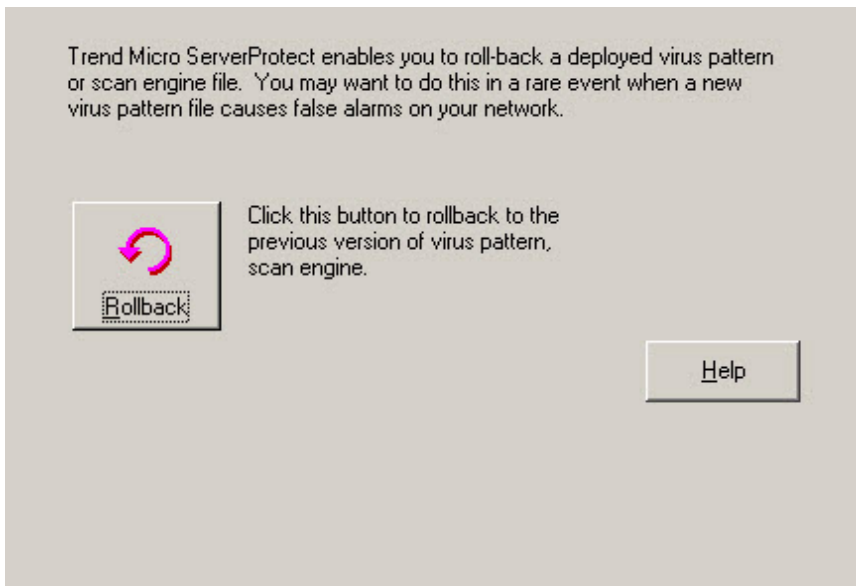 Trend Micro ServerProtect enables you to roll-back a deployed virus pattern
or scan engine file.  You may want to do this in a rare event when a new
virus pattern file causes false alarms on your network.
Click this button to rollback to the
previous version of virus pattern,
scan engine.
Rollback
Help